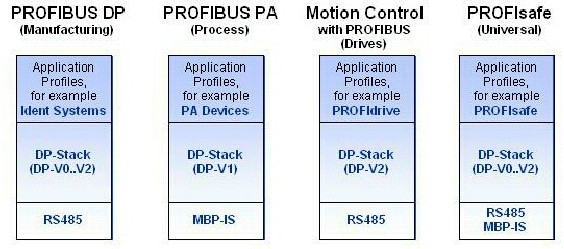 PROFIBUS DP
(Manufacturing)
Application
Profiles,
for example
Ident Systems
DP-Stack
(DP-V0..V2)
RS485
PROFIBUS PA
(Process)
Application
Profiles,
for example
PA Devices
DP-Stack
(DP-V1)
MBP-IS
Motion Control
with PROFIBUS
(Drives)
Application
Profiles,
for example
PROFIdrive
DP-Stack
(DP-V2)
RS485
PROFIsafe
(Universal)
Application
Profiles,
for example
PROFIsafe
DP-Stack
(DP-V0..V2)
RS485
MBP-IS